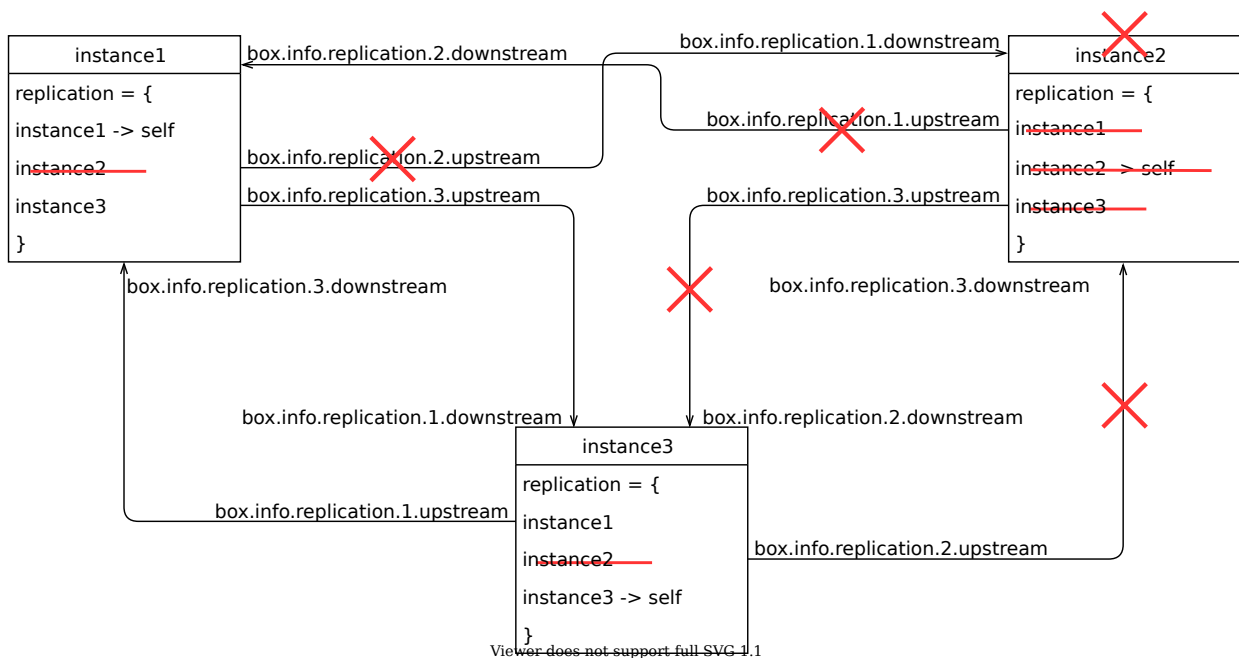 instance1
replication = {
instance1 -> self
instance2
instance3
}
box.info.replication.2.downstream
box.info.replication.1.downstream
box.info.replication.1.upstream
box.info.replication.2.upstream
box.info.replication.3.upstream
box.info.replication.3.upstream
instance2
replication = {
instance1
instance2 -> self
instance3
}
box.info.replication.3.downstream
box.info.replication.3.downstream
box.info.replication.1.downstream
box.info.replication.2.downstream
instance3
replication = {
instance1
instance2
instance3 -> self
}
box.info.replication.1.upstream
box.info.replication.2.upstream
Viewer does not support full SVG 1.1